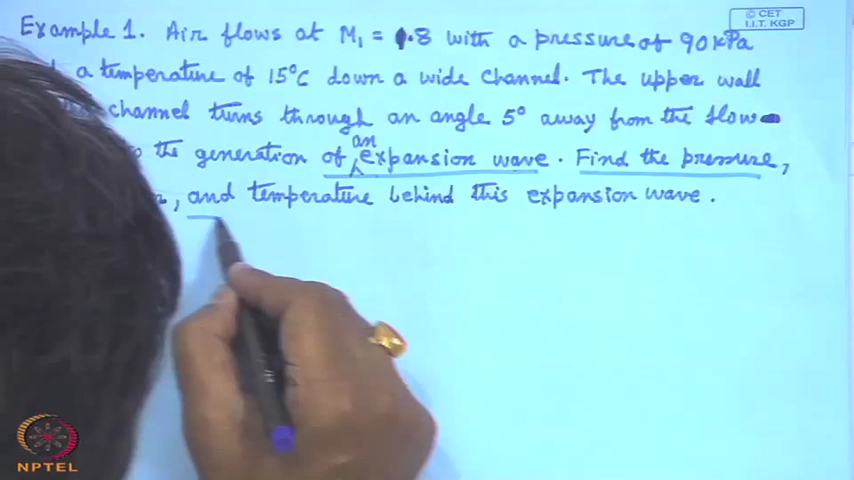 © CET
I.I.T. KGP
Example 1. Air flows at M1 = 1.8 with a pressure of 90 kPa
a temperature of 15°C down a wide channel. The upper wall
channel turns through an angle 5° away from the flow
the generation of an expansion wave. Find the pressure,
, and temperature behind this expansion wave.
NPTEL